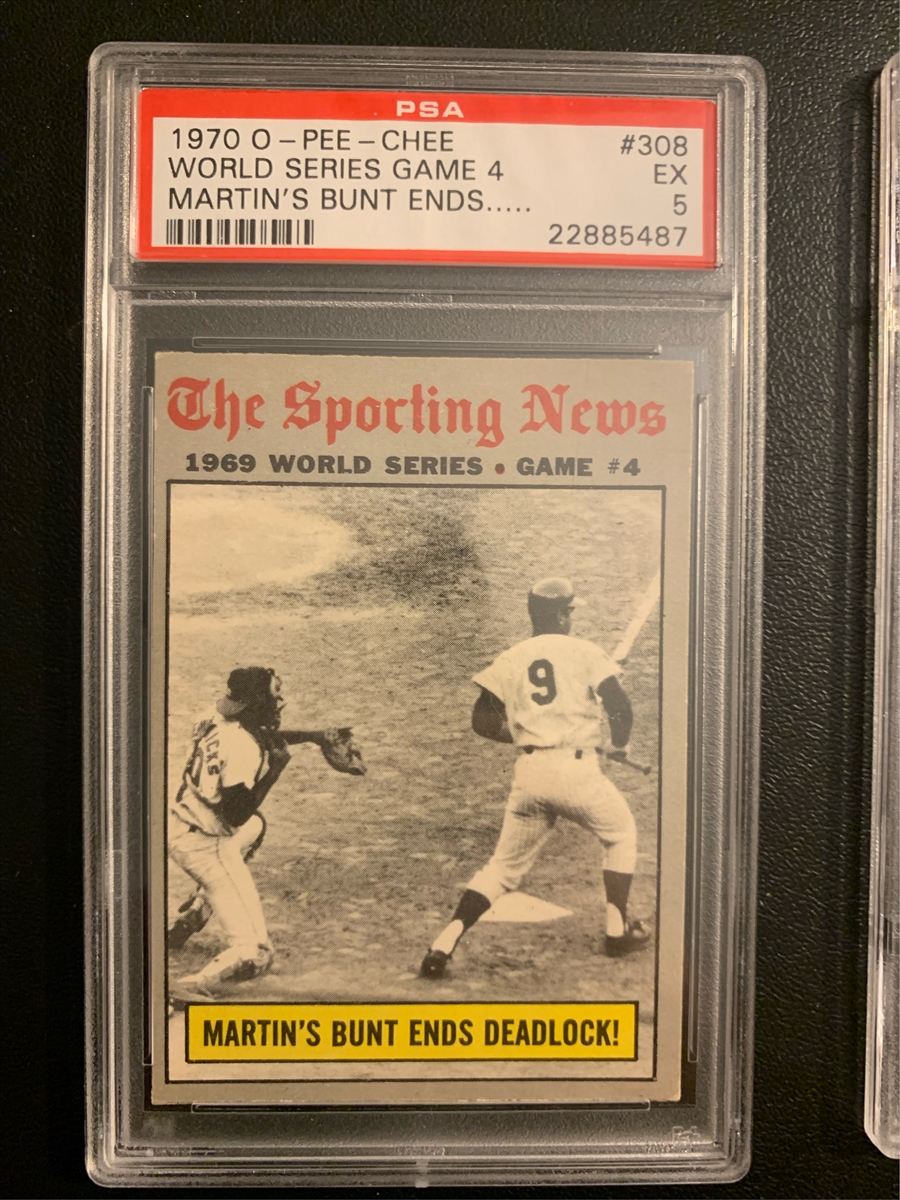 PSA
1970 O-PEE-CHEE #308
WORLD SERIES GAME 4 EX
MARTIN'S BUNT ENDS..... 5
22885487
The Sporting News
1969 WORLD SERIES • GAME #4
9
MARTIN'S BUNT ENDS DEADLOCK!